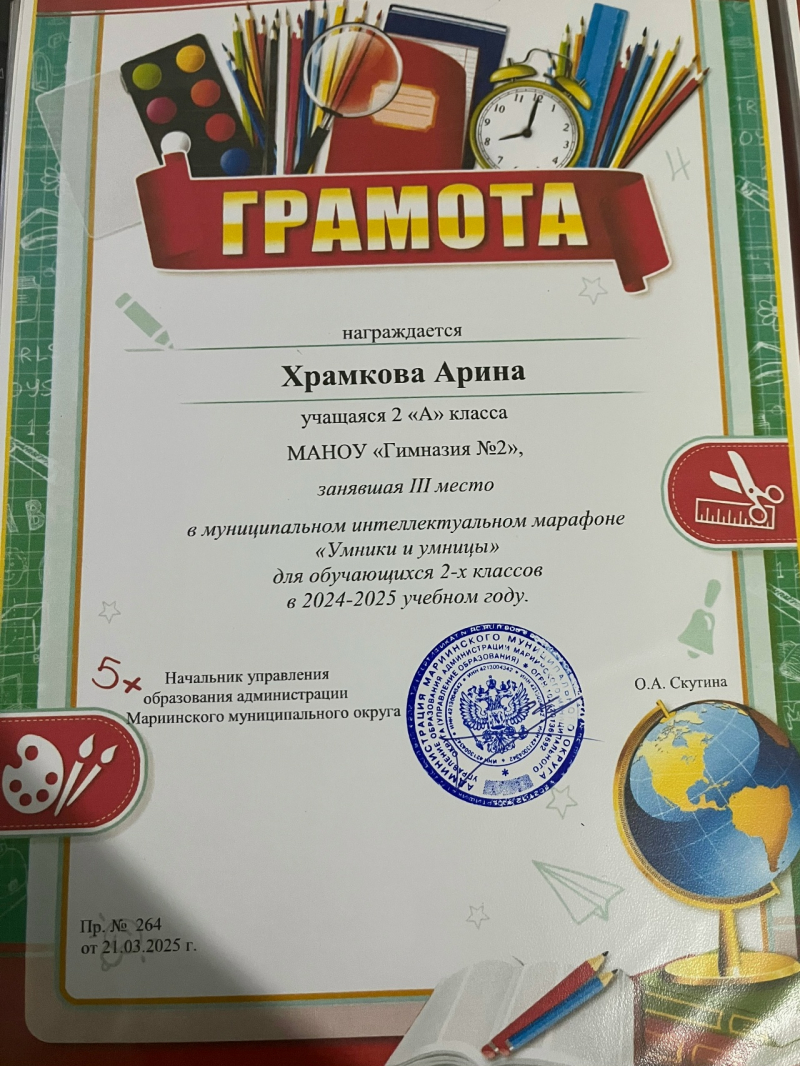 ГРАМОТА
награждается
Храмкова Арина
учащаяся 2 «А» класса
МАНОУ «Гимназия №2»,
занявшая III место
в муниципальном интеллектуальном марафоне
«Умники и умницы»
для обучающихся 2-х классов
в 2024-2025 учебном году.
5+
Начальник управления
образования администрации
Мариинского муниципального округа
О.А. Скутина
Пр. № 264
от 21.03.2025 г.